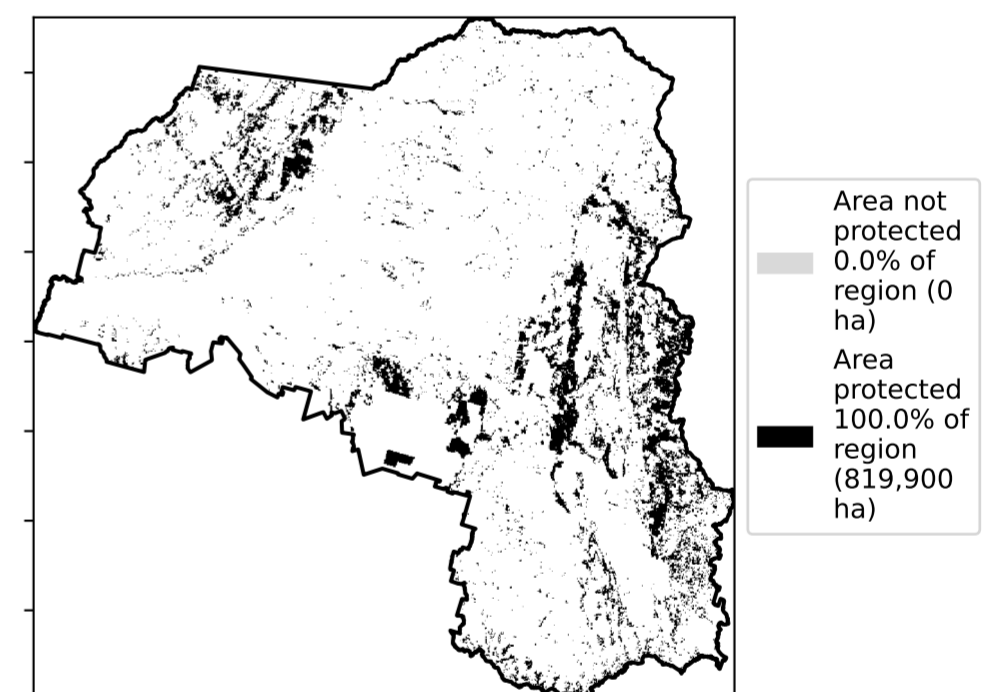 Area not
protected
0.0% of
region (0
ha)
Area
protected
100.0% of
region
(819,900
ha)